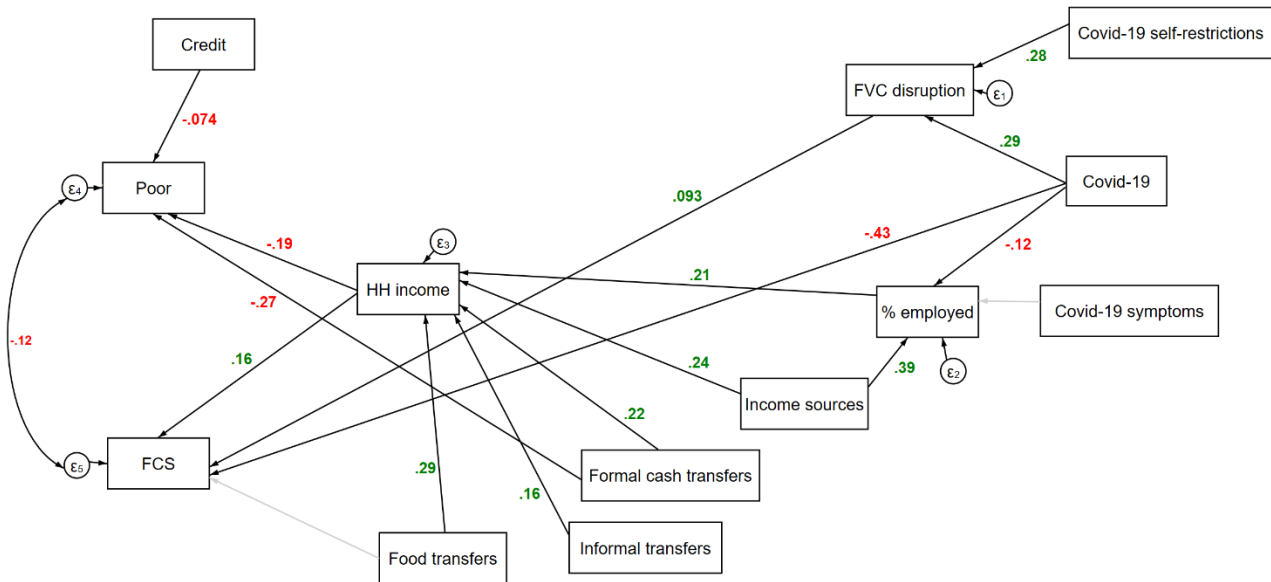 Covid-19 self-restrictions
Credit
.28
FVC disruption
ε1
-.074
.29
ε4
Poor
Covid-19
.093
-.19
-.43
-.12
ε3
HH income
.21
-.27
% employed
Covid-19 symptoms
-.12
.16
.24
.39
ε2
Income sources
.22
ε5
FCS
.29
Formal cash transfers
.16
Food transfers
Informal transfers